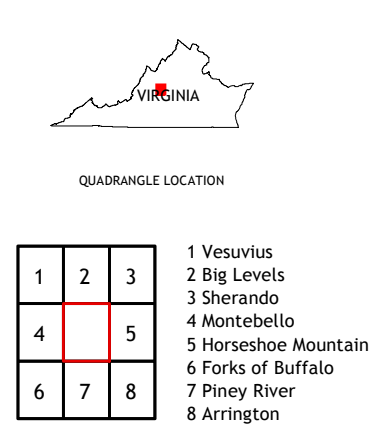 VIRGINIA
QUADRANGLE LOCATION
1 2 3
4 5
6 7 8
1 Vesuvius
2 Big Levels
3 Sherando
4 Montebello
5 Horseshoe Mountain
6 Forks of Buffalo
7 Piney River
8 Arrington